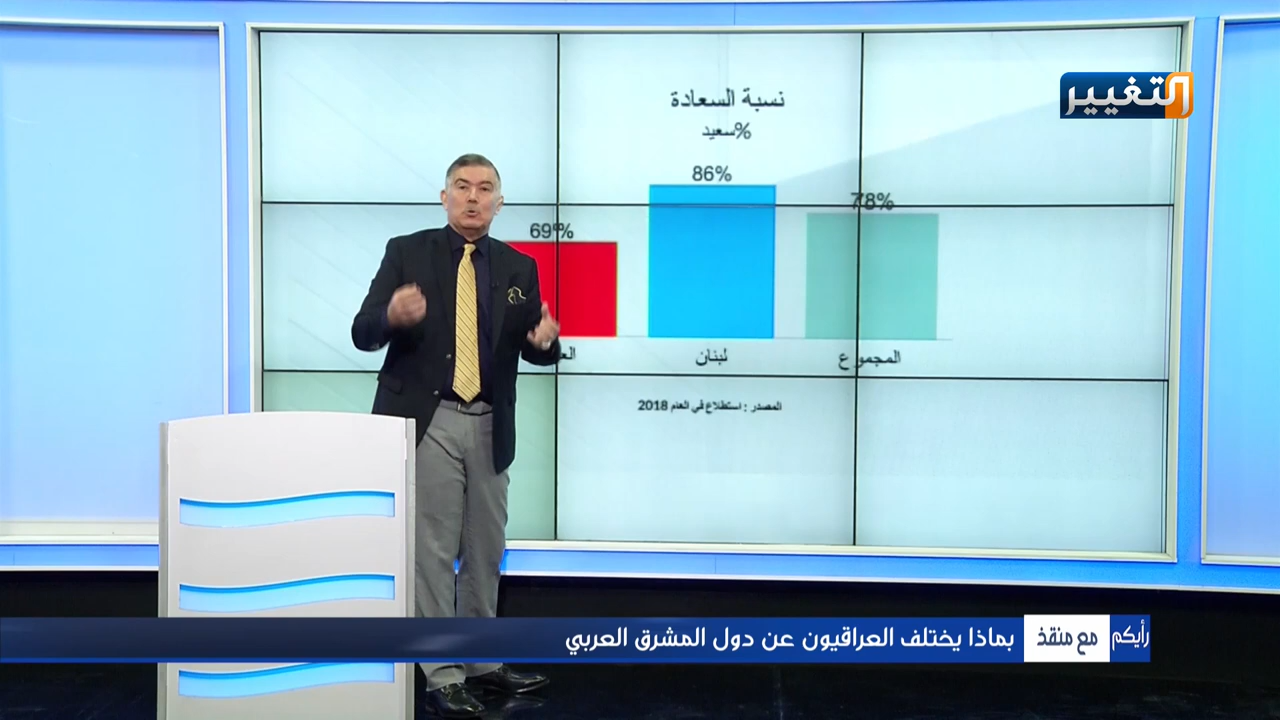 التغيير
نسبة السعادة
%سعيد
69%
86%
78%
لبنان
المجموع
المصدر : استطلاع في العام 2018
رأيكم مع منقذ بماذا يختلف العراقيون عن دول المشرق العربي